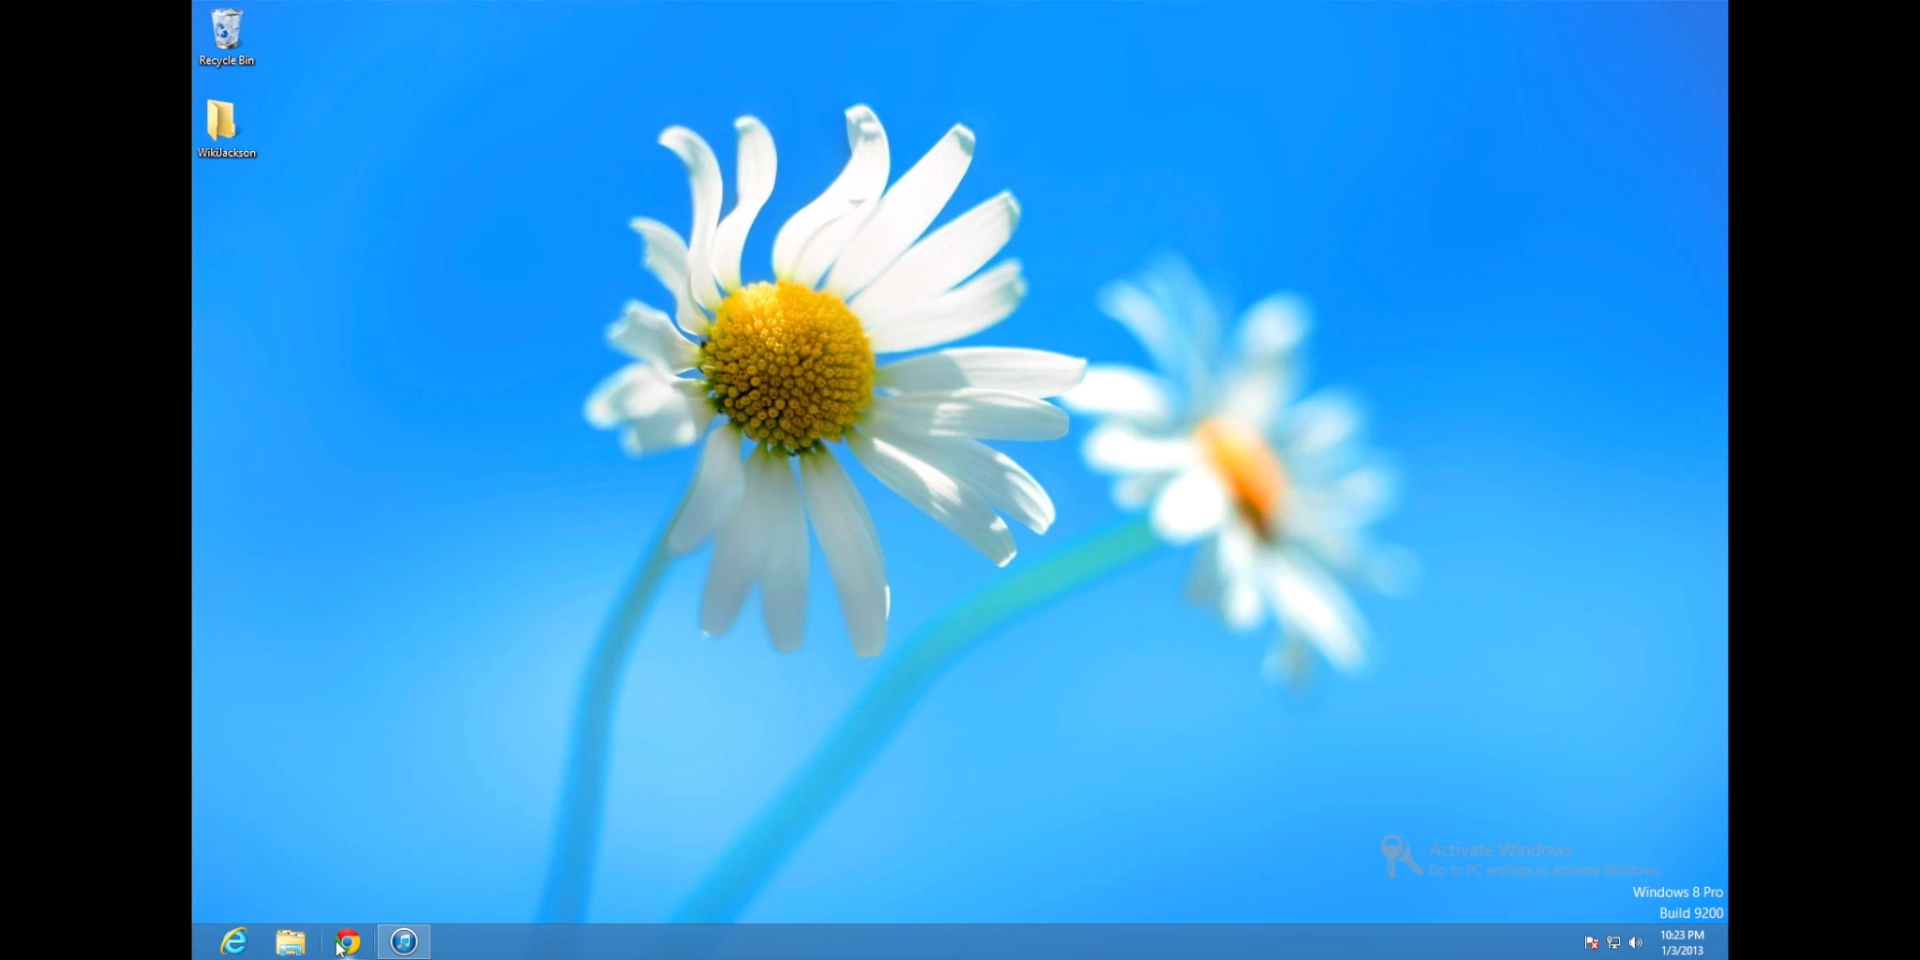 Recycle Bin
WikiJackson
Activate Windows
Go to PC settings to activate Windows.
Windows 8 Pro
Build 9200
10:23 PM
1/3/2013